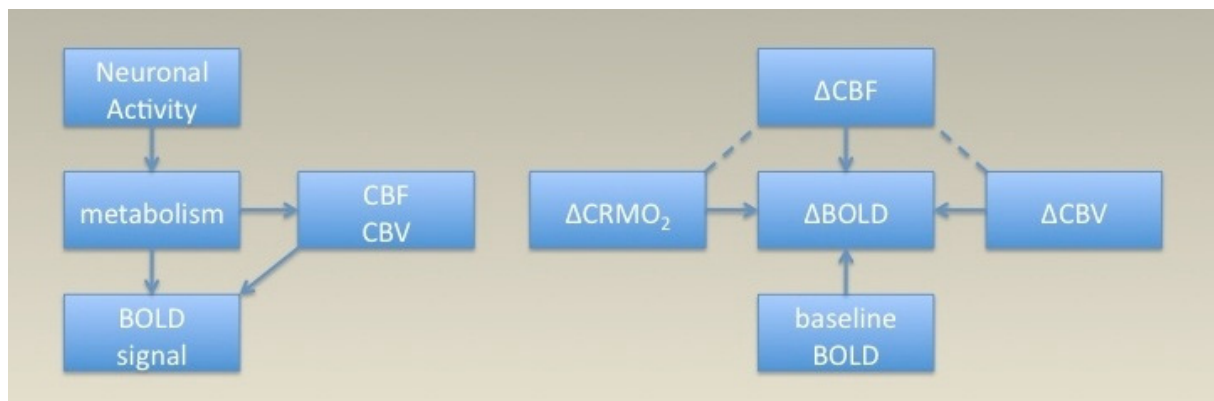 Neuronal
Activity
metabolism
CBF
CBV
BOLD
signal
ΔCBF
ΔCRMO₂
ΔBOLD
ΔCBV
baseline
BOLD